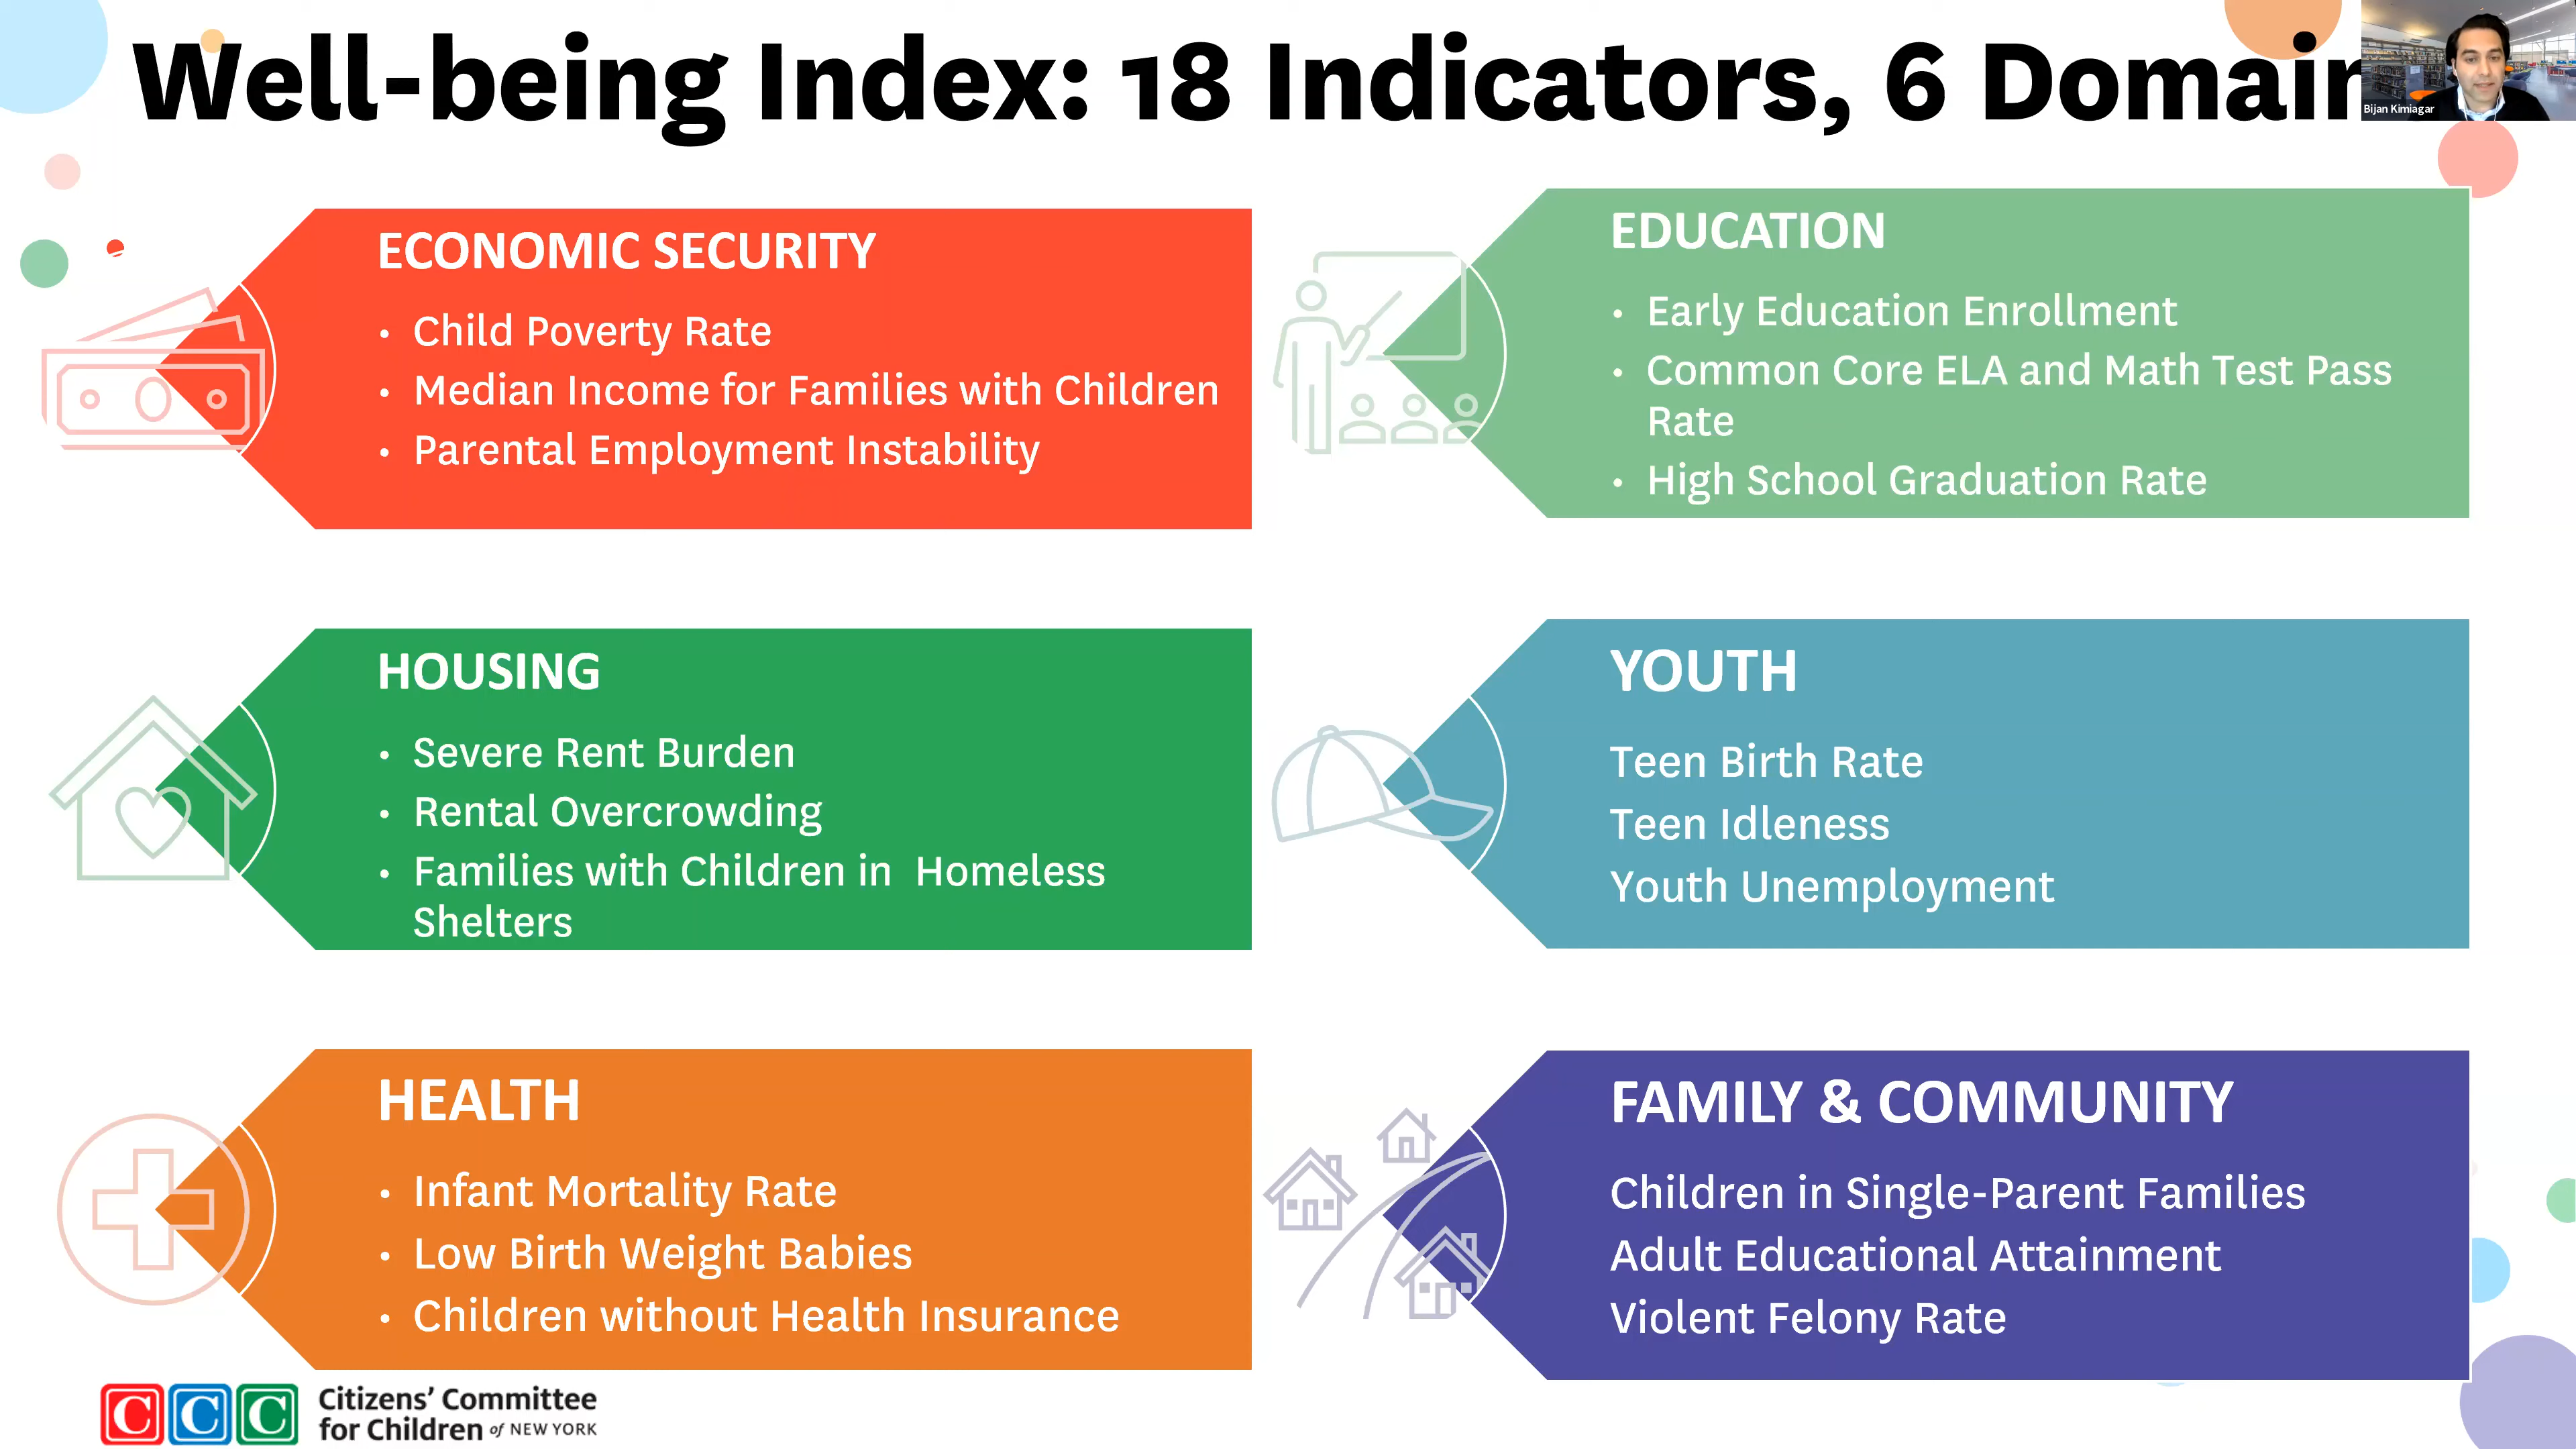 Well-being Index: 18 Indicators, 6 Domain
Bijan Kimiagar
ECONOMIC SECURITY
• Child Poverty Rate
• Median Income for Families with Children
• Parental Employment Instability
EDUCATION
• Early Education Enrollment
• Common Core ELA and Math Test Pass
Rate
• High School Graduation Rate
HOUSING
• Severe Rent Burden
• Rental Overcrowding
• Families with Children in Homeless
Shelters
YOUTH
Teen Birth Rate
Teen Idleness
Youth Unemployment
HEALTH
• Infant Mortality Rate
• Low Birth Weight Babies
• Children without Health Insurance
FAMILY & COMMUNITY
Children in Single-Parent Families
Adult Educational Attainment
Violent Felony Rate
CCC
Citizens' Committee
for Children of NEW YORK